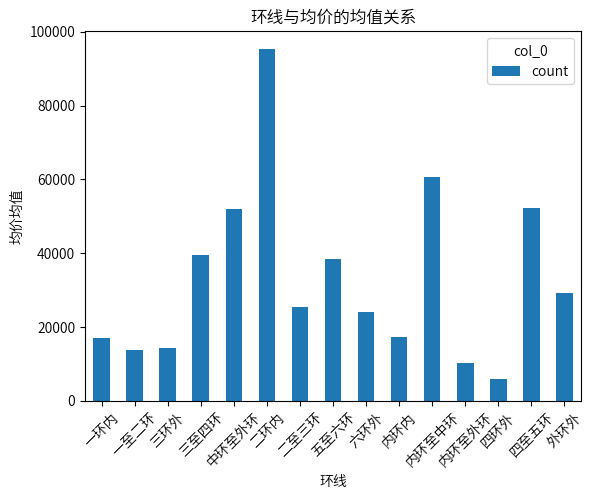 环线与均价的均值关系
col_0
count
100000
80000
60000
40000
20000
0
均价均值
一环内
一至二环
三环外
三至四环
中环至外环
二环内
二至三环
五至六环
六环外
内环内
内环至中环
内环至外环
四环外
四至五环
外环外
环线